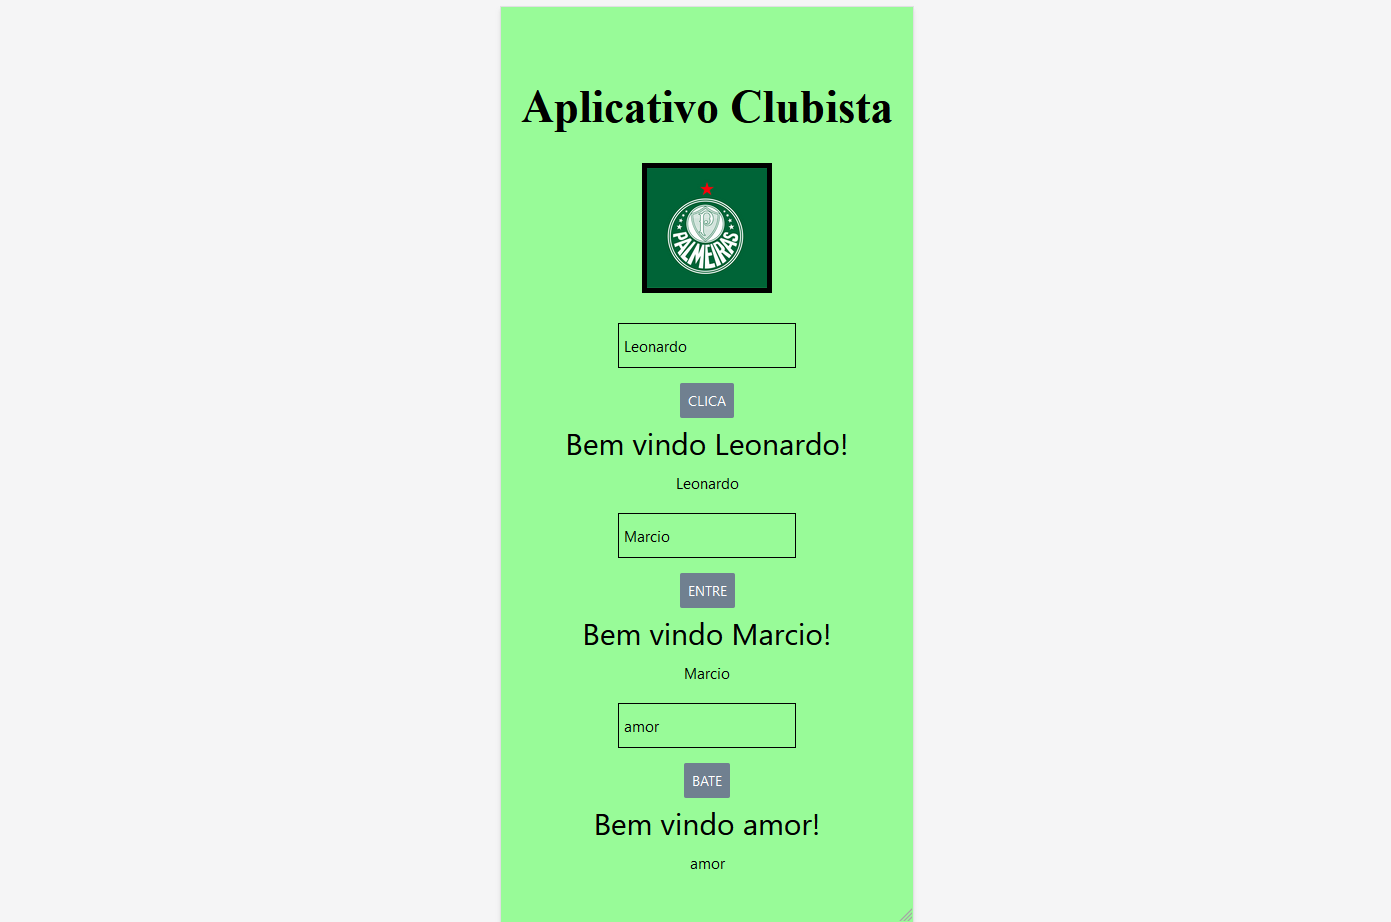 Aplicativo Clubista
P
PALMEIRAS
Leonardo
CLICA
Bem vindo Leonardo!
Leonardo
Marcio
ENTRE
Bem vindo Marcio!
Marcio
amor
BATE
Bem vindo amor!
amor